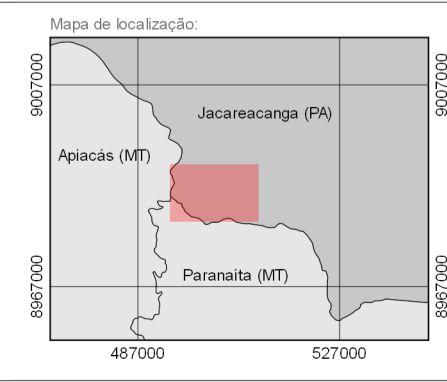 Mapa de localização:
9007000
9007000
Jacareacanga (PA)
Apiacás (MT)
Paranaita (MT)
8967000
8967000
487000
527000